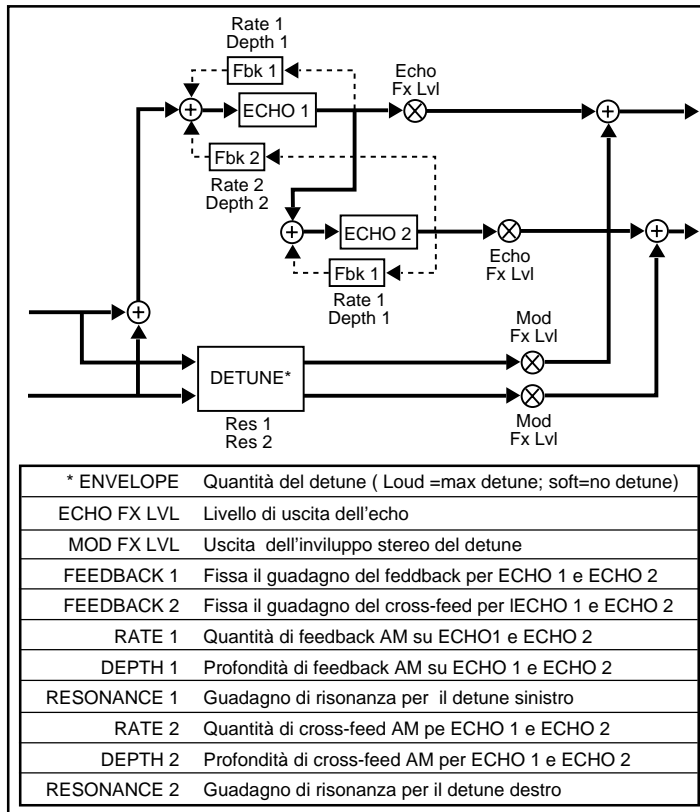 Rate 1
Depth 1
Fbk 1
Echo
Fx Lvl
ECHO 1
Fbk 2
Rate 2
Depth 2
ECHO 2
Echo
Fx Lvl
Fbk 1
Rate 1
Depth 1
Mod
Fx Lvl
DETUNE*
Mod
Fx Lvl
Res 1
Res 2
* ENVELOPE Quantità del detune ( Loud =max detune; soft=no detune)
ECHO FX LVL Livello di uscita dell'echo
MOD FX LVL Uscita dell'inviluppo stereo del detune
FEEDBACK 1 Fissa il guadagno del feddback per ECHO 1 e ECHO 2
FEEDBACK 2 Fissa il guadagno del cross-feed per lECHO 1 e ECHO 2
RATE 1 Quantità di feedback AM su ECHO1 e ECHO 2
DEPTH 1 Profondità di feedback AM su ECHO 1 e ECHO 2
RESONANCE 1 Guadagno di risonanza per il detune sinistro
RATE 2 Quantità di cross-feed AM pe ECHO 1 e ECHO 2
DEPTH 2 Profondità di cross-feed AM per ECHO 1 e ECHO 2
RESONANCE 2 Guadagno di risonanza per il detune destro